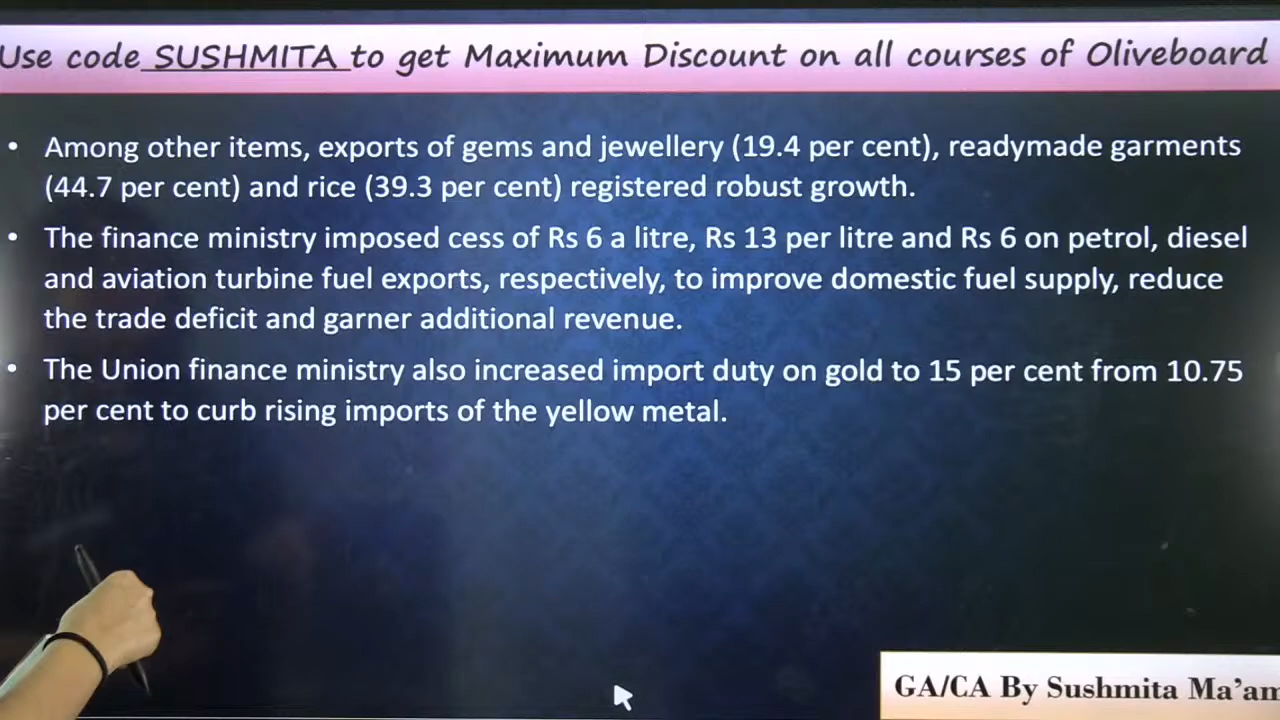 Use code SUSHMITA to get Maximum Discount on all courses of Oliveboard
• Among other items, exports of gems and jewellery (19.4 per cent), readymade garments
(44.7 per cent) and rice (39.3 per cent) registered robust growth.
• The finance ministry imposed cess of Rs 6 a litre, Rs 13 per litre and Rs 6 on petrol, diesel
and aviation turbine fuel exports, respectively, to improve domestic fuel supply, reduce
the trade deficit and garner additional revenue.
• The Union finance ministry also increased import duty on gold to 15 per cent from 10.75
per cent to curb rising imports of the yellow metal.
GA/CA By Sushmita Ma'am